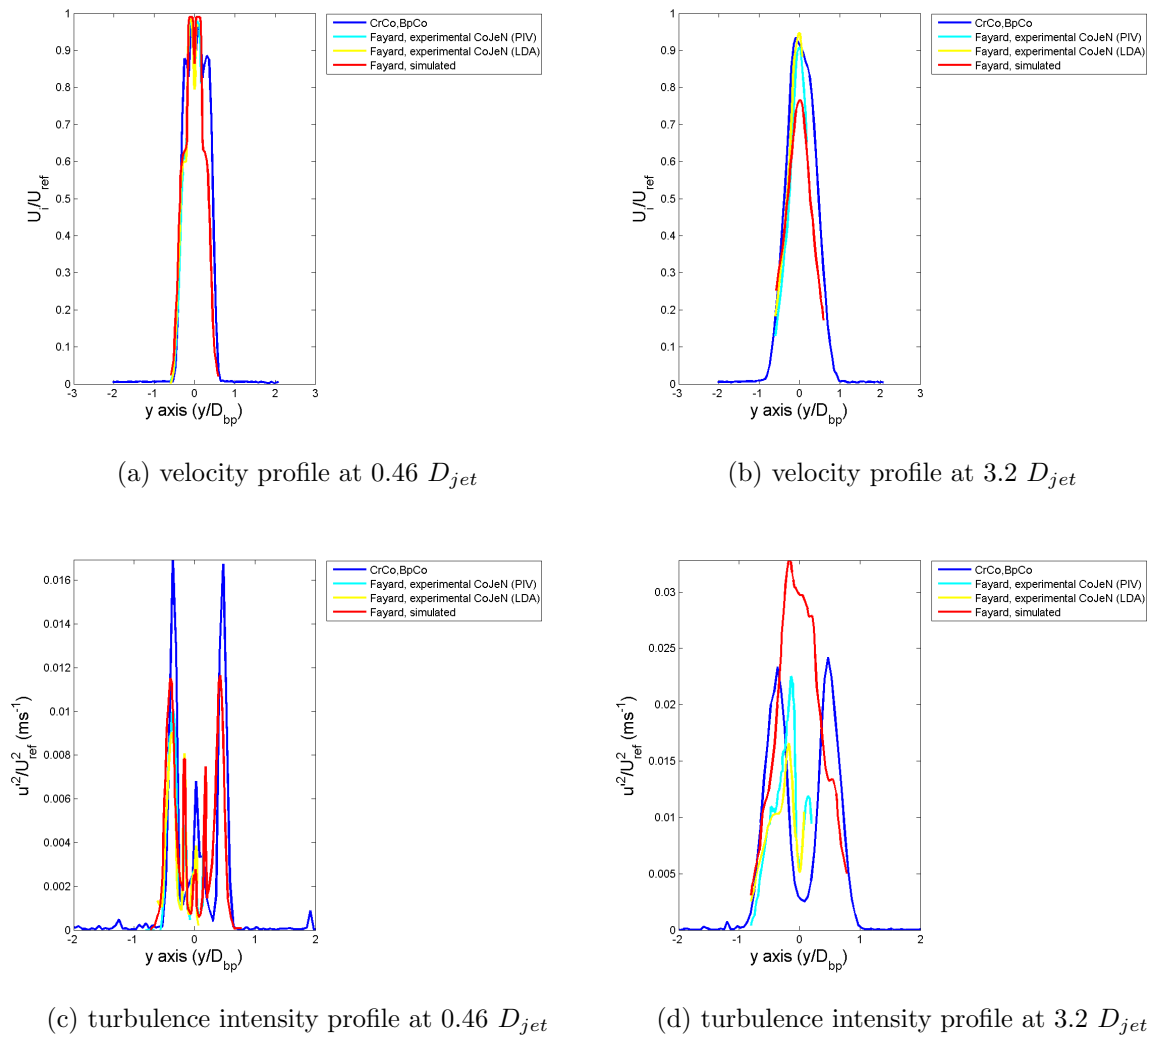 1
0.9
0.8
0.7
0.6
0.5
0.4
0.3
0.2
0.1
0
-3 -2 -1 0 1 2 3
U_i/U_ref
y axis (y/D_bp)
CrCo,BpCo
Fayard, experimental CoJeN (PIV)
Fayard, experimental CoJeN (LDA)
Fayard, simulated
(a) velocity profile at 0.46 D_jet
1
0.9
0.8
0.7
0.6
0.5
0.4
0.3
0.2
0.1
0
-3 -2 -1 0 1 2 3
U_i/U_ref
y axis (y/D_bp)
CrCo,BpCo
Fayard, experimental CoJeN (PIV)
Fayard, experimental CoJeN (LDA)
Fayard, simulated
(b) velocity profile at 3.2 D_jet
0.016
0.014
0.012
0.01
0.008
0.006
0.004
0.002
0
-2 -1 0 1 2
u'^2/U_ref^2 (ms^-1)
y axis (y/D_bp)
CrCo,BpCo
Fayard, experimental CoJeN (PIV)
Fayard, experimental CoJeN (LDA)
Fayard, simulated
(c) turbulence intensity profile at 0.46 D_jet
0.03
0.025
0.02
0.015
0.01
0.005
0
-2 -1 0 1 2
u'^2/U_ref^2 (ms^-1)
y axis (y/D_bp)
CrCo,BpCo
Fayard, experimental CoJeN (PIV)
Fayard, experimental CoJeN (LDA)
Fayard, simulated
(d) turbulence intensity profile at 3.2 D_jet